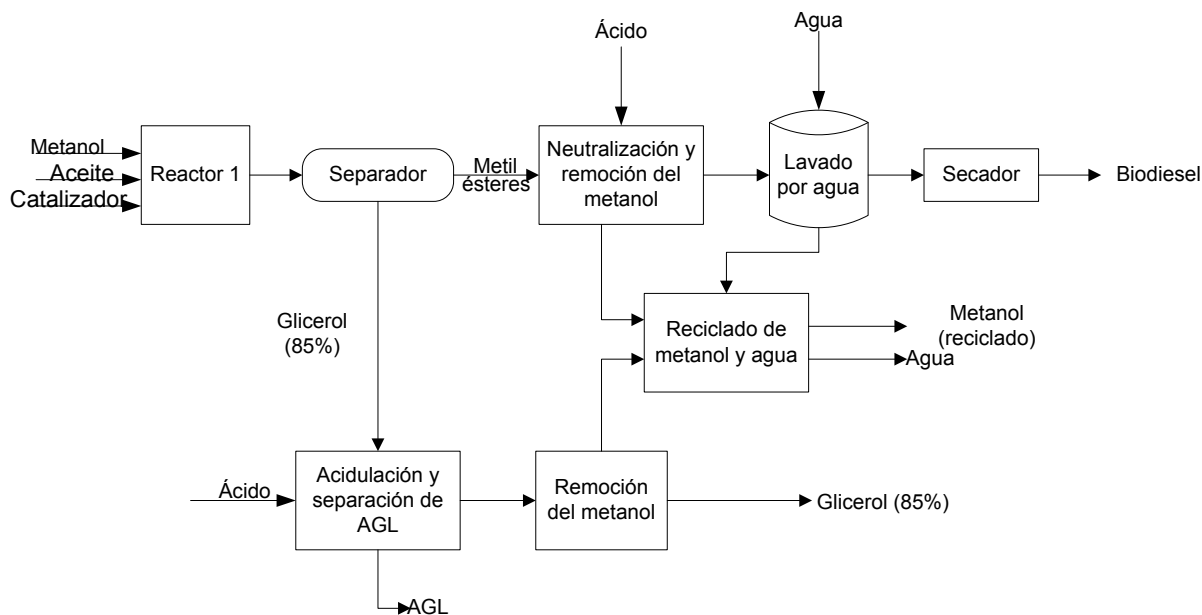 Ácido
Agua
Metanol
Aceite
Catalizador
Reactor 1
Separador
Metil
ésteres
Neutralización y
remoción del
metanol
Lavado
por agua
Secador
Biodiesel
Glicerol
(85%)
Reciclado de
metanol y agua
Metanol
(reciclado)
Agua
Ácido
Acidulación y
separación de
AGL
Remoción
del metanol
Glicerol (85%)
AGL